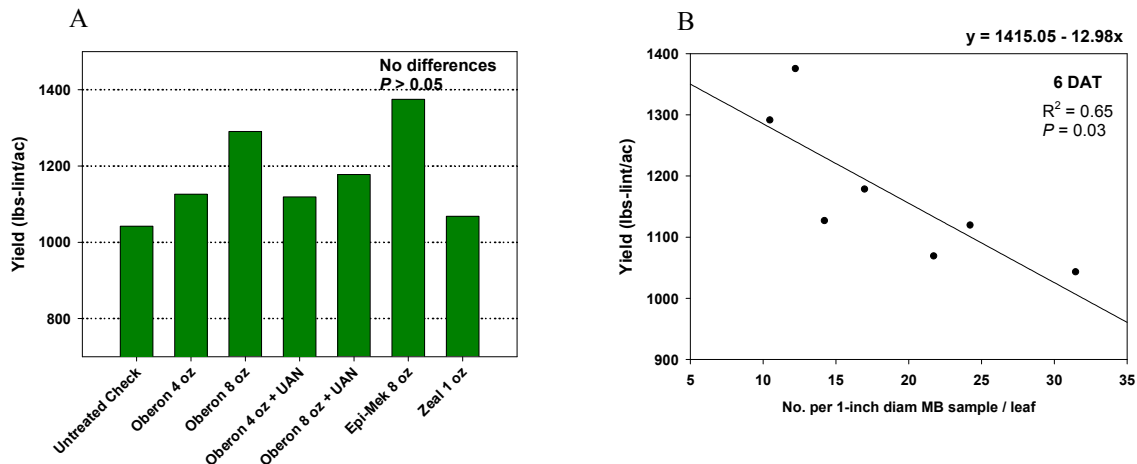 A
No differences
P > 0.05
Yield (lbs-lint/ac)
1400
1200
1000
800
Untreated Check
Oberon 4 oz
Oberon 8 oz
Oberon 4 oz + UAN
Oberon 8 oz + UAN
Epi-Mek 8 oz
Zeal 1 oz
B
y = 1415.05 - 12.98x
6 DAT
R² = 0.65
P = 0.03
Yield (lbs-lint/ac)
1400
1300
1200
1100
1000
900
5 10 15 20 25 30 35
No. per 1-inch diam MB sample / leaf